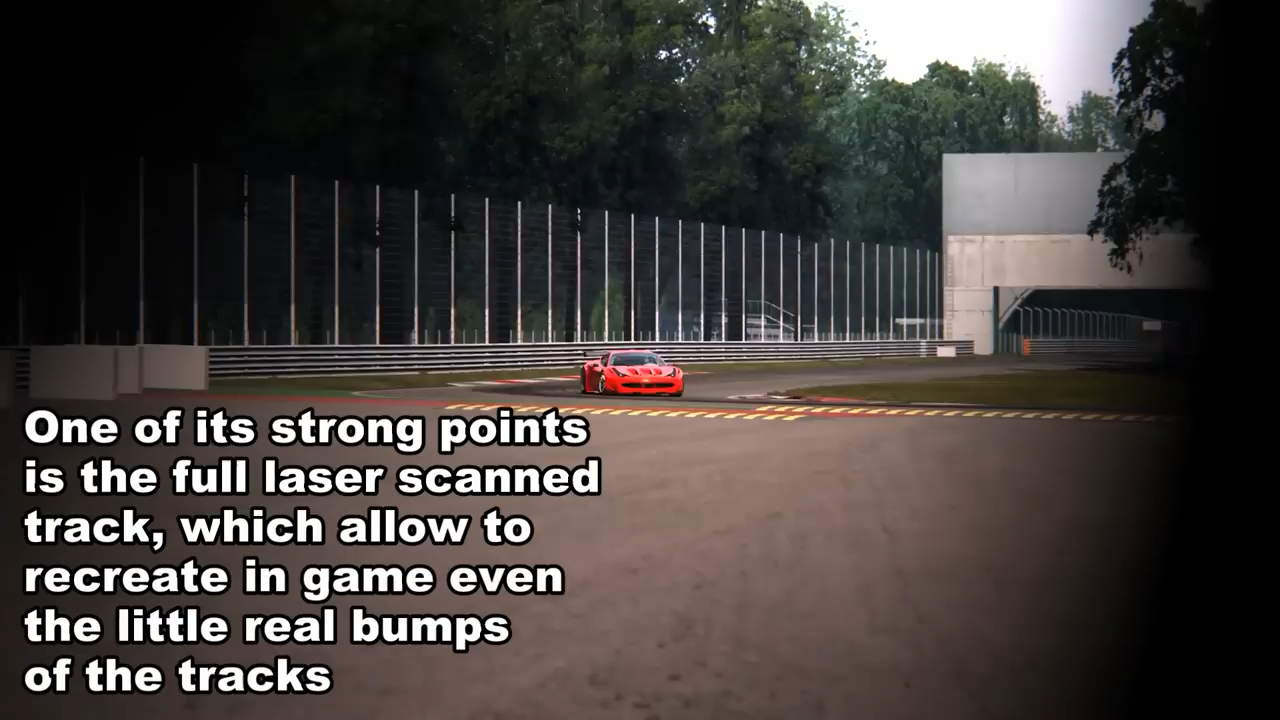 One of its strong points
is the full laser scanned
track, which allow to
recreate in game even
the little real bumps
of the tracks